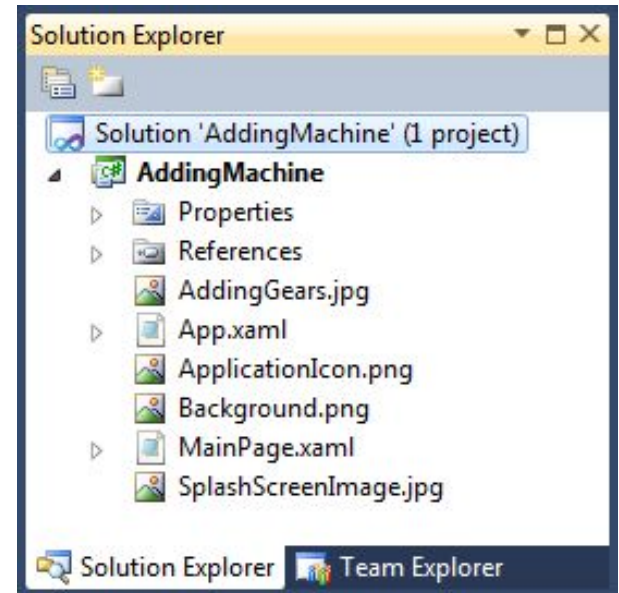 Solution Explorer
Solution 'AddingMachine' (1 project)
AddingMachine
Properties
References
AddingGears.jpg
App.xaml
ApplicationIcon.png
Background.png
MainPage.xaml
SplashScreenImage.jpg
Solution Explorer Team Explorer